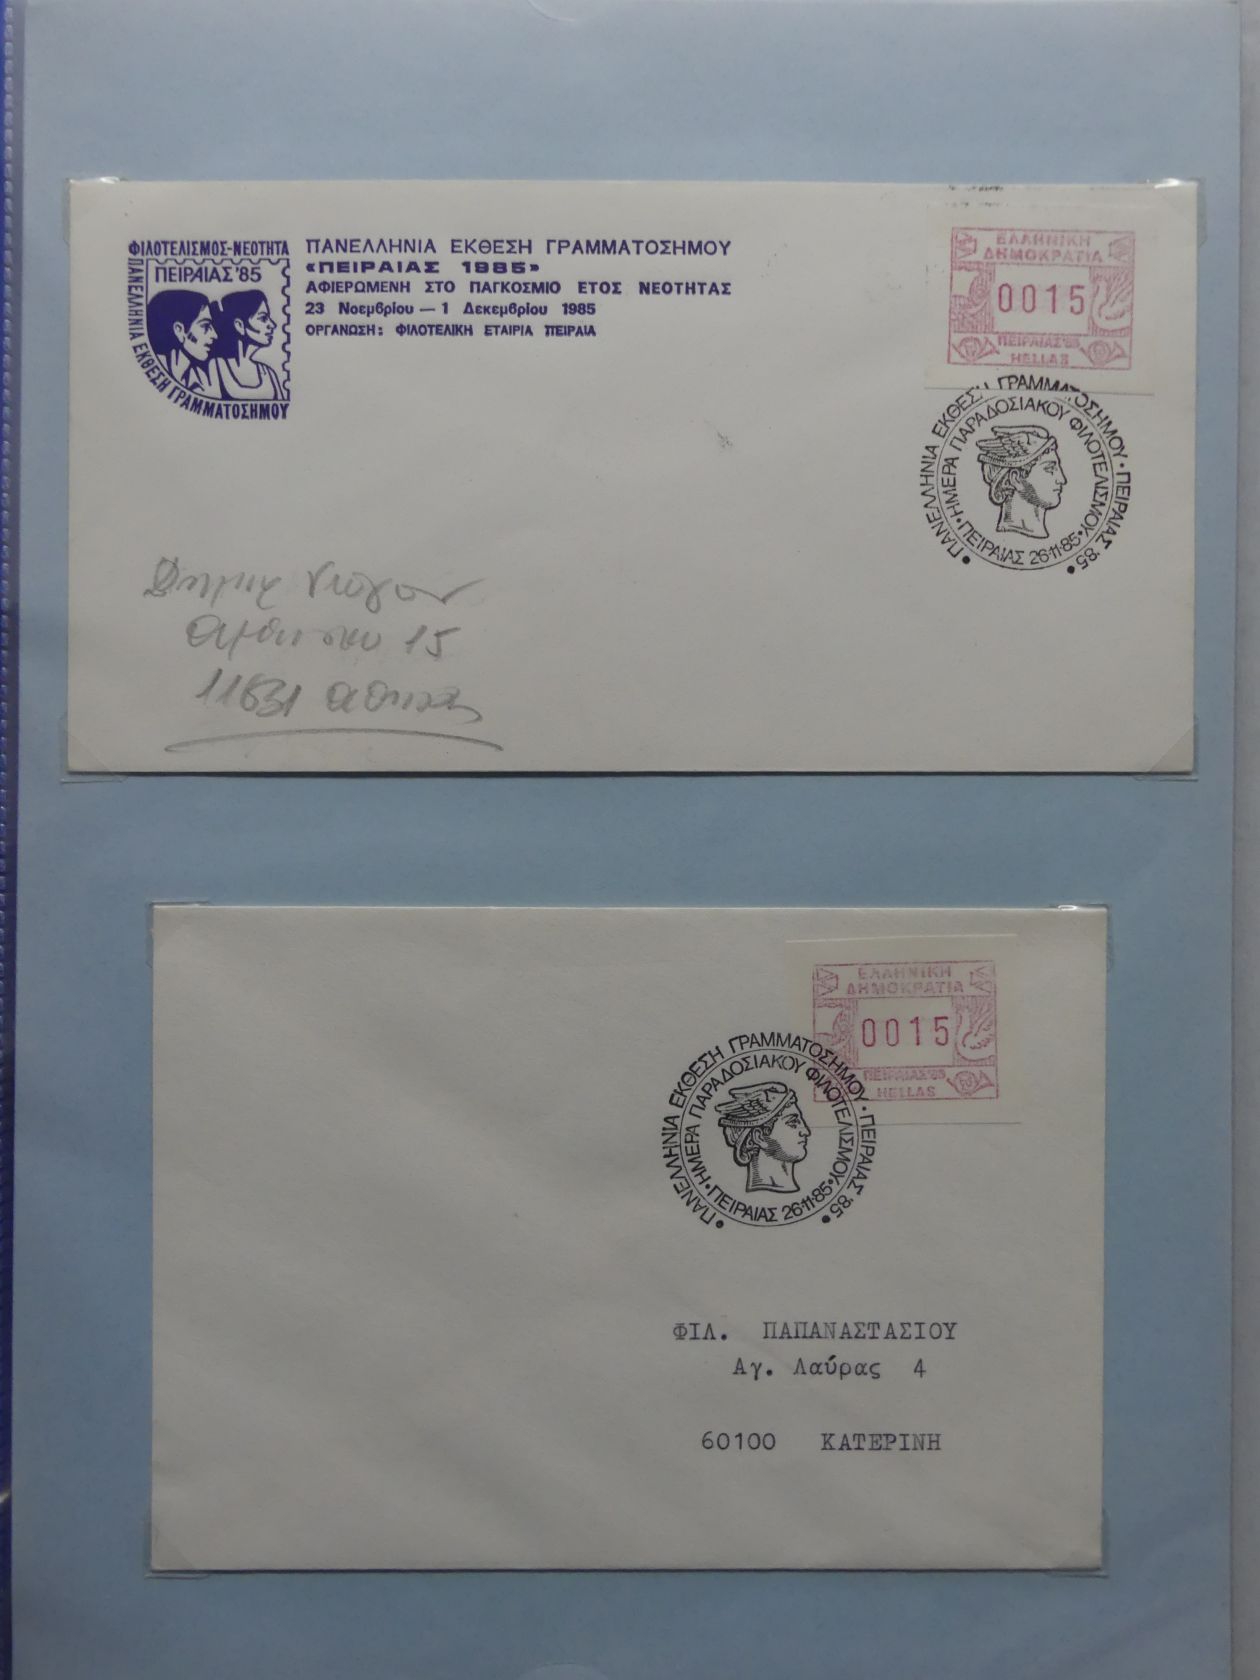 ΦΙΛΟΤΕΛΙΣΜΟΣ-ΝΕΟΤΗΤΑ
ΠΕΙΡΑΙΑΣ '85
ΠΑΝΕΛΛΗΝΙΑ ΕΚΘΕΣΗ ΓΡΑΜΜΑΤΟΣΗΜΟΥ
ΠΑΝΕΛΛΗΝΙΑ ΕΚΘΕΣΗ ΓΡΑΜΜΑΤΟΣΗΜΟΥ
«ΠΕΙΡΑΙΑΣ 1985»
ΑΦΙΕΡΩΜΕΝΗ ΣΤΟ ΠΑΓΚΟΣΜΙΟ ΕΤΟΣ ΝΕΟΤΗΤΑΣ
23 Νοεμβρίου — 1 Δεκεμβρίου 1985
ΟΡΓΑΝΩΣΗ: ΦΙΛΟΤΕΛΙΚΗ ΕΤΑΙΡΙΑ ΠΕΙΡΑΙΑ
ΕΛΛΗΝΙΚΗ
ΔΗΜΟΚΡΑΤΙΑ
0015
ΠΕΙΡΑΙΑΣ'85
HELLAS
ΠΑΝΕΛΛΗΝΙΑ ΕΚΘΕΣΗ ΓΡΑΜΜΑΤΟΣΗΜΟΥ · ΠΕΙΡΑΙΑΣ '85 ·
ΗΜΕΡΑ ΠΑΡΑΔΟΣΙΑΚΟΥ ΦΙΛΟΤΕΛΙΣΜΟΥ ·
ΠΕΙΡΑΙΑΣ 26·11·85
15
Αθήνα
ΕΛΛΗΝΙΚΗ
ΔΗΜΟΚΡΑΤΙΑ
0015
ΠΕΙΡΑΙΑΣ'85
HELLAS
ΠΑΝΕΛΛΗΝΙΑ ΕΚΘΕΣΗ ΓΡΑΜΜΑΤΟΣΗΜΟΥ · ΠΕΙΡΑΙΑΣ '85 ·
ΗΜΕΡΑ ΠΑΡΑΔΟΣΙΑΚΟΥ ΦΙΛΟΤΕΛΙΣΜΟΥ ·
ΠΕΙΡΑΙΑΣ 26·11·85
ΦΙΛ. ΠΑΠΑΝΑΣΤΑΣΙΟΥ
Αγ. Λαύρας 4
60100 ΚΑΤΕΡΙΝΗ